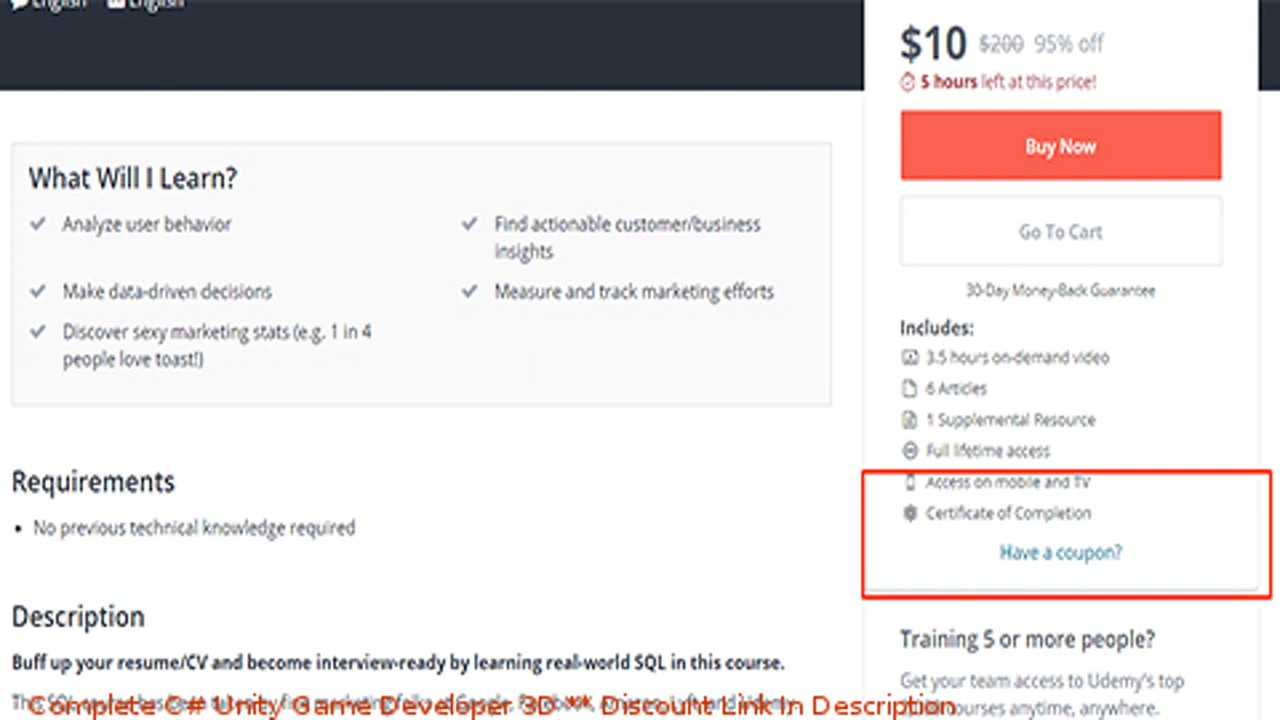 English English
What Will I Learn?
Analyze user behavior
Find actionable customer/business
insights
Make data-driven decisions
Measure and track marketing efforts
Discover sexy marketing stats (e.g. 1 in 4
people love toast!)
Requirements
• No previous technical knowledge required
Description
Buff up your resume/CV and become interview-ready by learning real-world SQL in this course.
$10 $200 95% off
5 hours left at this price!
Buy Now
Go To Cart
30-Day Money-Back Guarantee
Includes:
3.5 hours on-demand video
6 Articles
1 Supplemental Resource
Full lifetime access
Access on mobile and TV
Certificate of Completion
Have a coupon?
Training 5 or more people?
Get your team access to Udemy's top
courses anytime, anywhere.
Complete C# Unity Game Developer 3D ** Discount Link In Description